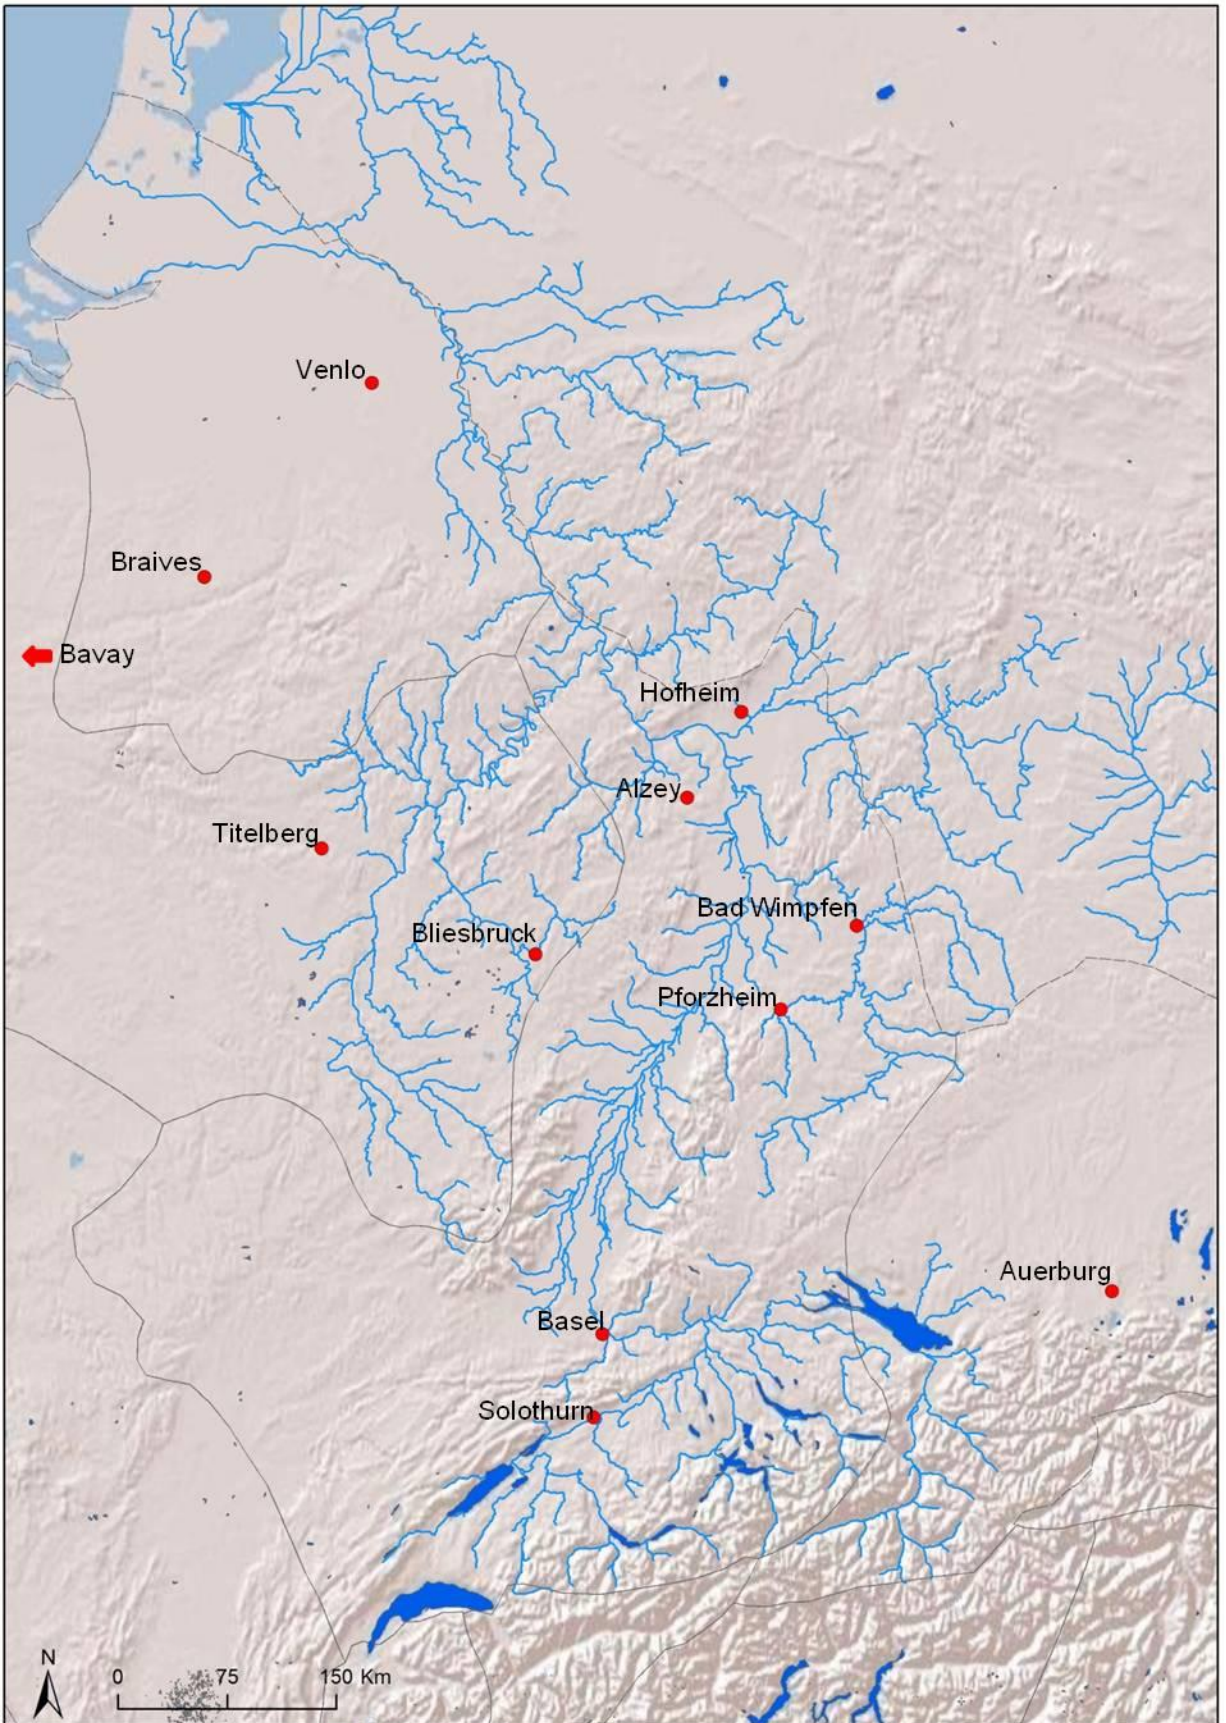 Venlo
Braives
Bavay
Hofheim
Alzey
Titelberg
Bad Wimpfen
Bliesbruck
Pforzheim
Auerburg
Basel
Solothurn
N
0 75 150 Km